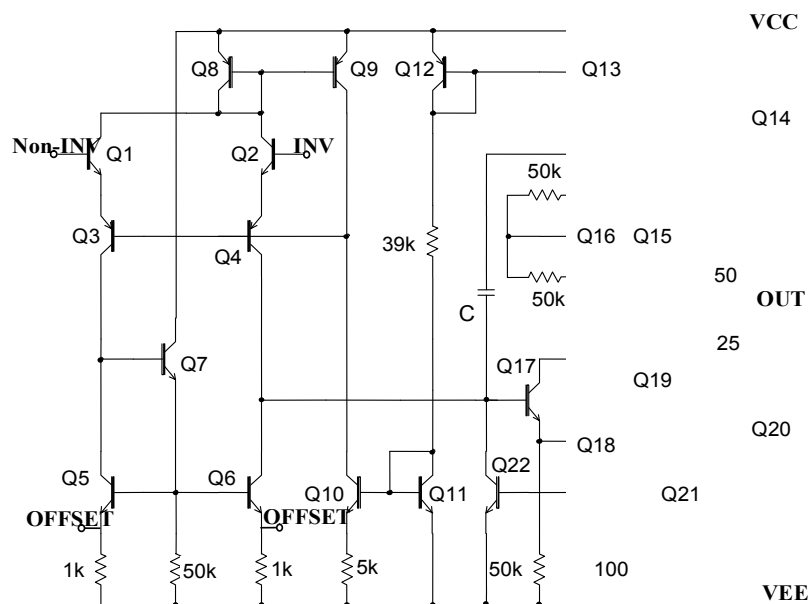 VCC
Q8
Q9
Q12
Q13
Q14
Non-INV
Q1
Q2
INV
50k
Q3
Q4
39k
Q16
Q15
50k
50
OUT
C
25
Q7
Q17
Q19
Q18
Q20
Q5
Q6
Q10
Q11
Q22
Q21
OFFSET
OFFSET
1k
50k
1k
5k
50k
100
VEE